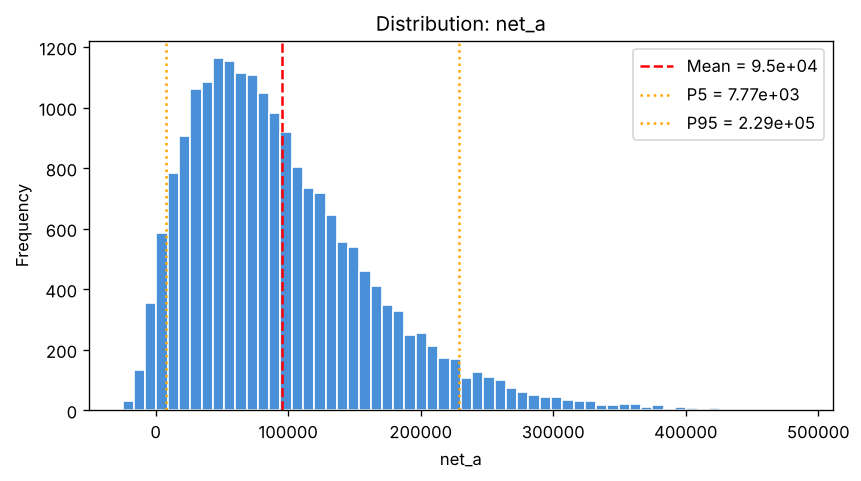 Distribution: net_a
Mean = 9.5e+04
P5 = 7.77e+03
P95 = 2.29e+05
Frequency
1200
1000
800
600
400
200
0
0 100000 200000 300000 400000 500000
net_a